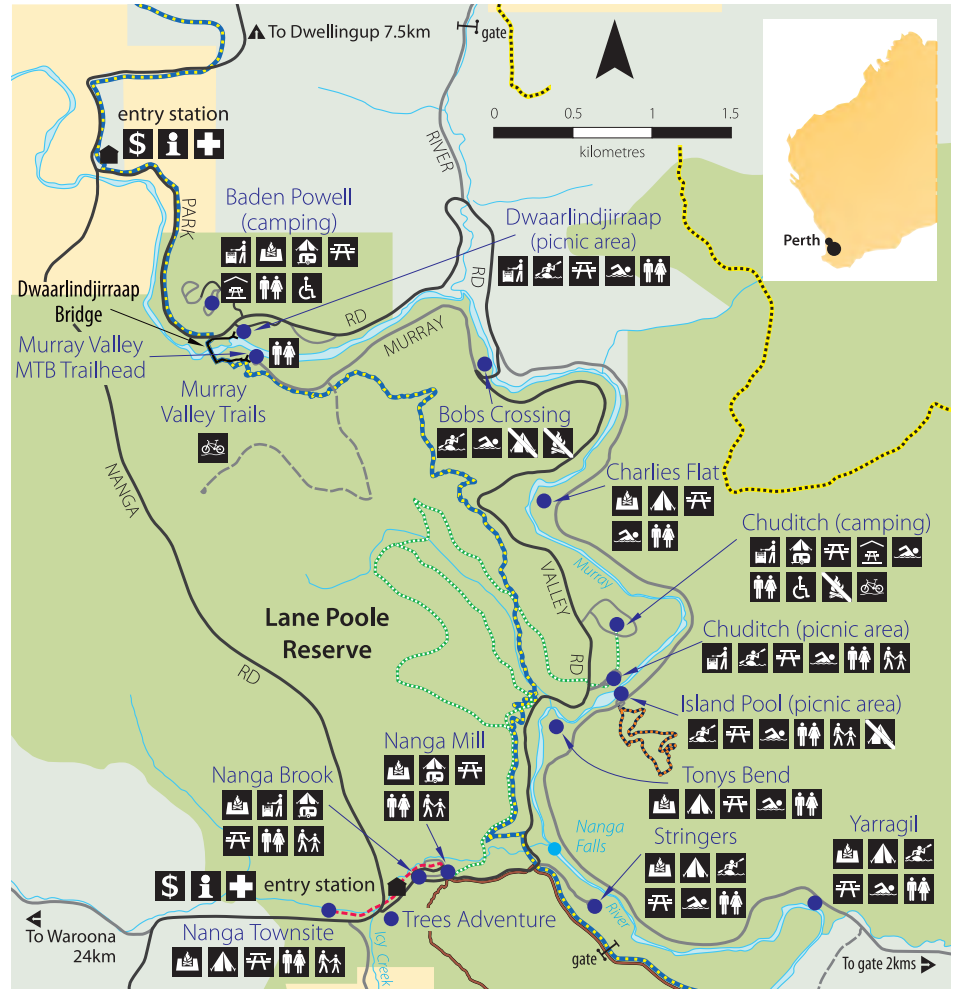 To Dwellingup 7.5km
gate
entry station
$ i
0 0.5 1 1.5
kilometres
RIVER
PARK
Baden Powell
(camping)
Dwaarlindjirraap
(picnic area)
Perth
Dwaarlindjirraap
Bridge
RD
RD
MURRAY
Murray Valley
MTB Trailhead
Murray
Valley Trails
Bobs Crossing
NANGA
Charlies Flat
Chuditch (camping)
VALLEY
Murray
Lane Poole
Reserve
Chuditch (picnic area)
RD
RD
Island Pool (picnic area)
Nanga Mill
Nanga Brook
Tonys Bend
Nanga
Falls
Stringers
Yarragil
$ i
entry station
River
Trees Adventure
To Waroona
24km
Nanga Townsite
Icy Creek
gate
To gate 2kms